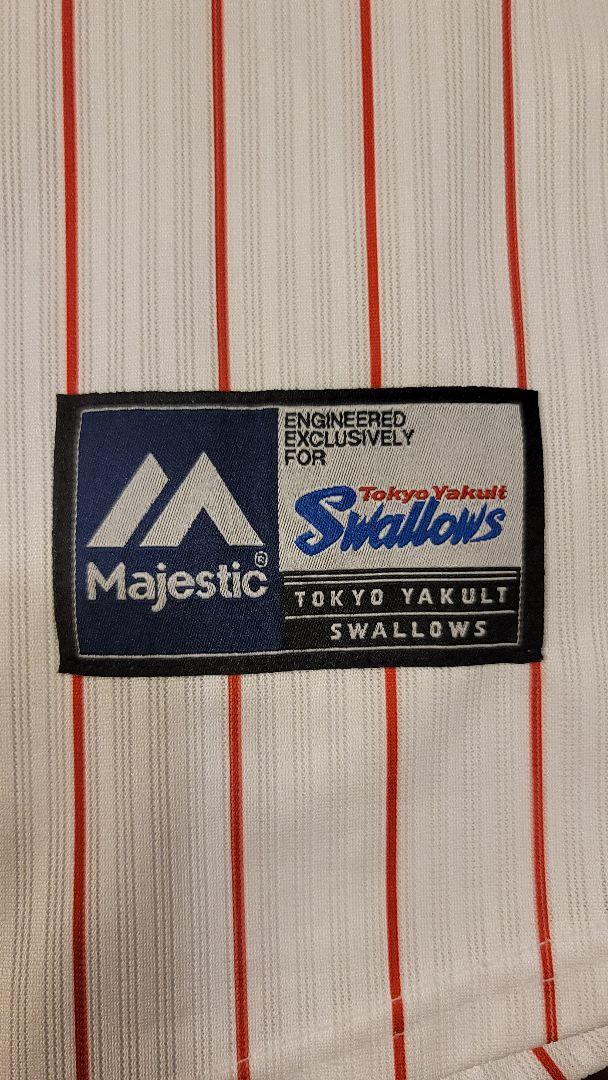 Majestic®
ENGINEERED
EXCLUSIVELY
FOR
Tokyo Yakult
Swallows
TOKYO YAKULT
SWALLOWS